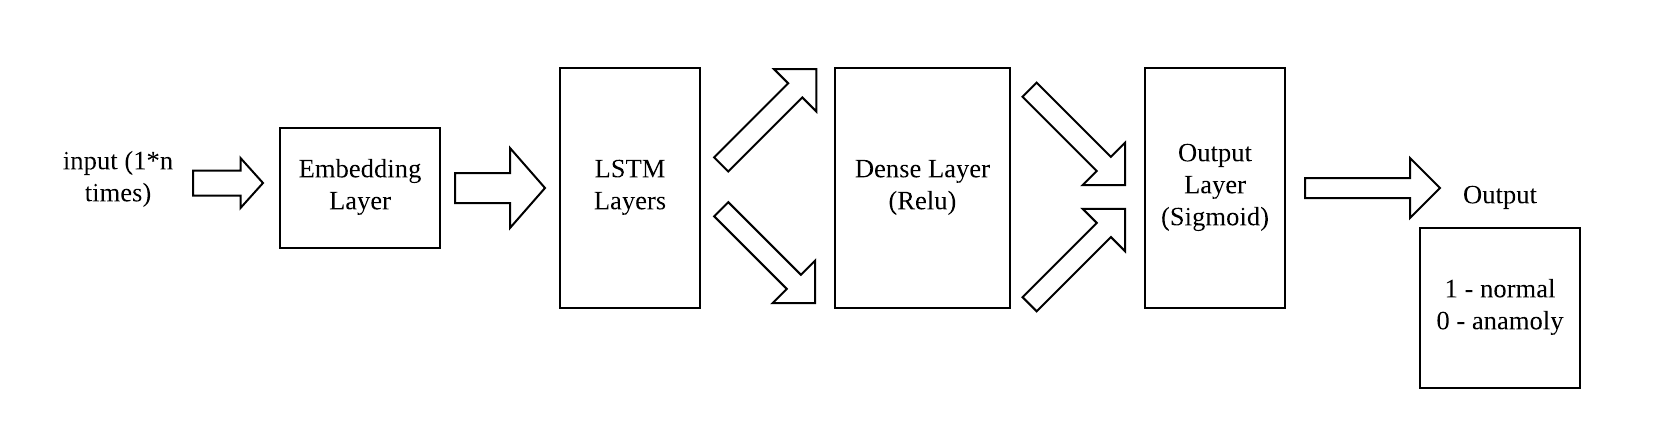 input (1*n
times)
Embedding
Layer
LSTM
Layers
Dense Layer
(Relu)
Output
Layer
(Sigmoid)
Output
1 - normal
0 - anamoly